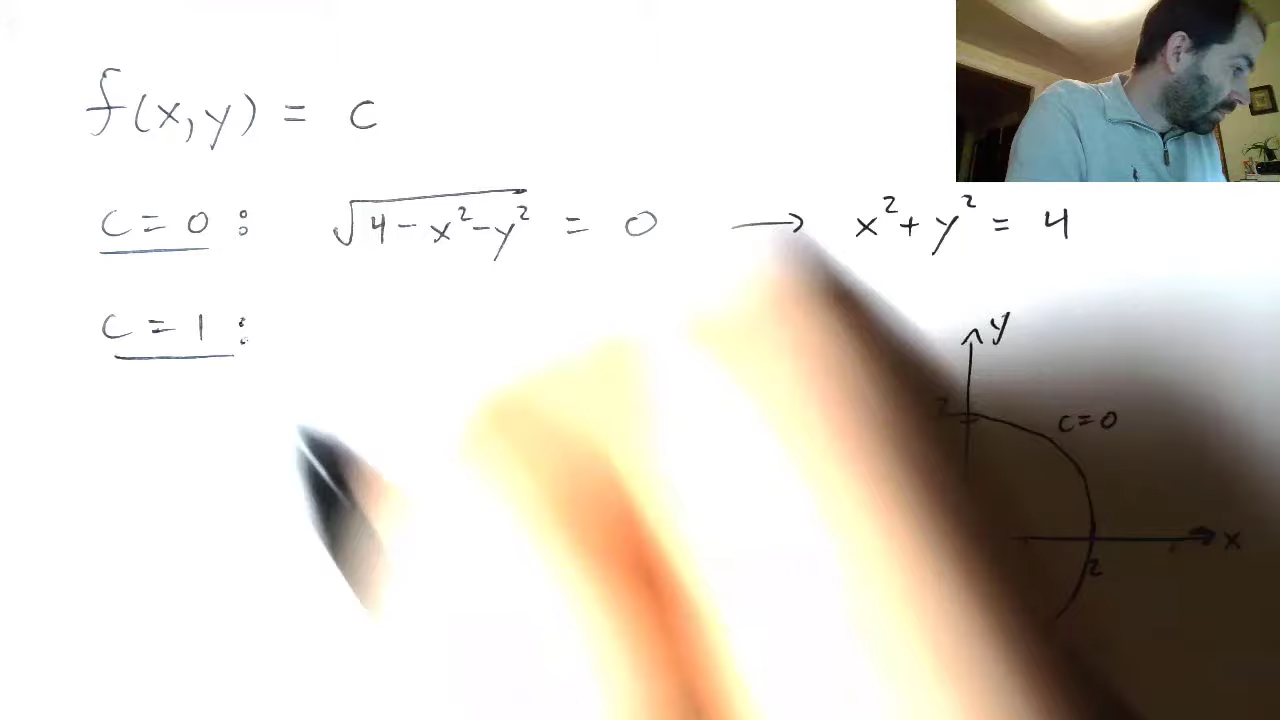 f(x,y) = c
c = 0 : √(4-x²-y²) = 0 → x² + y² = 4
c = 1 :
y
2
c=0
x
2